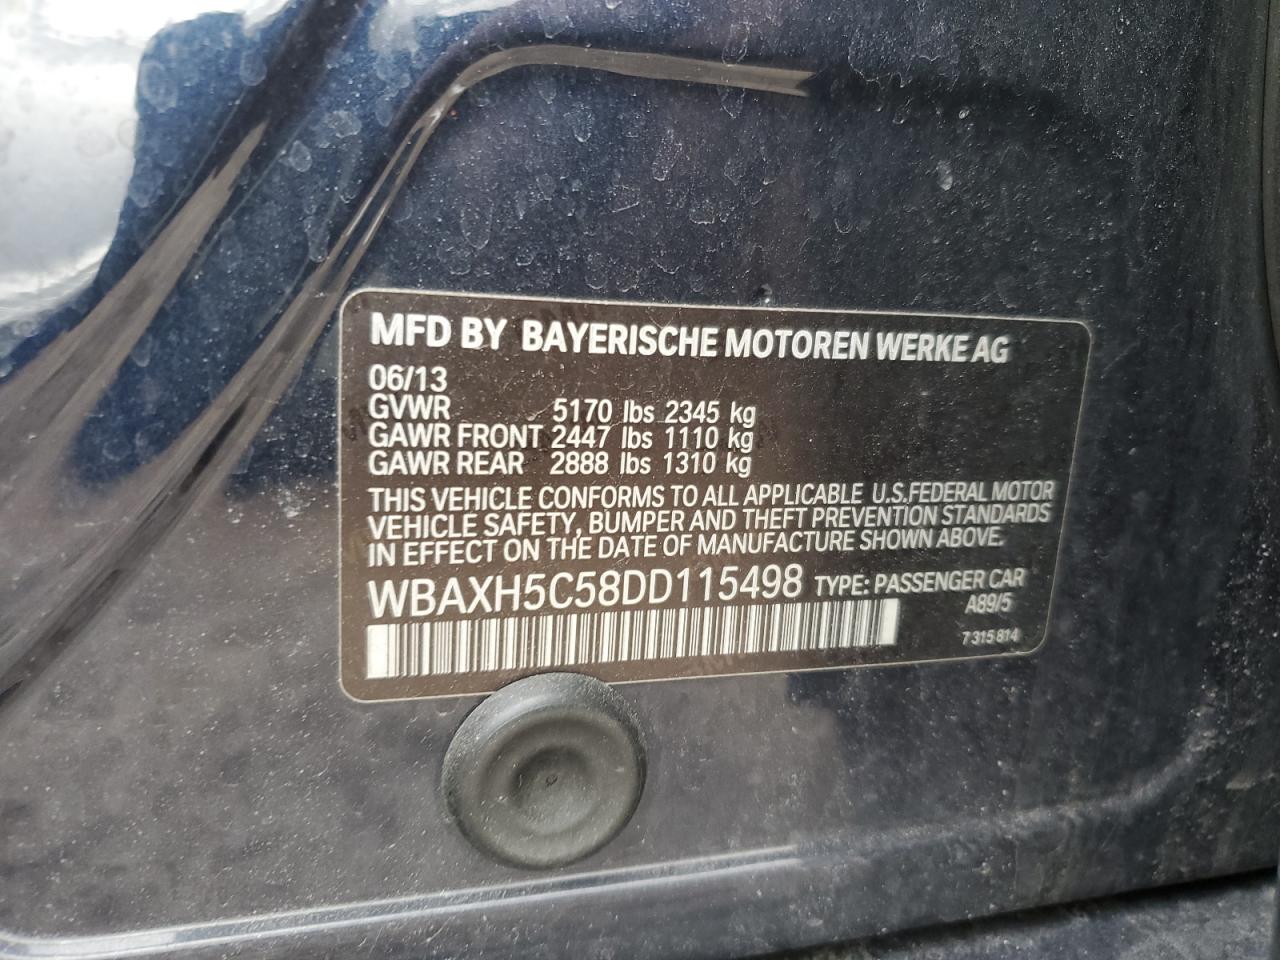 MFD BY BAYERISCHE MOTOREN WERKE AG
06/13
GVWR 5170 lbs 2345 kg
GAWR FRONT 2447 lbs 1110 kg
GAWR REAR 2888 lbs 1310 kg
THIS VEHICLE CONFORMS TO ALL APPLICABLE U.S.FEDERAL MOTOR
VEHICLE SAFETY, BUMPER AND THEFT PREVENTION STANDARDS
IN EFFECT ON THE DATE OF MANUFACTURE SHOWN ABOVE.
WBAXH5C58DD115498 TYPE: PASSENGER CAR
A89/5
7 315 814